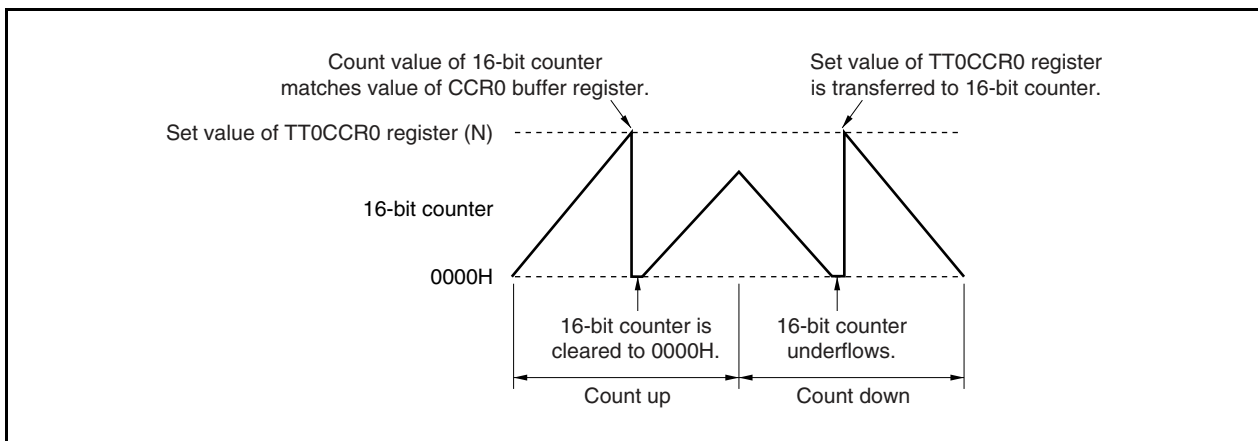 Count value of 16-bit counter
matches value of CCR0 buffer register.
Set value of TT0CCR0 register
is transferred to 16-bit counter.
Set value of TT0CCR0 register (N)
16-bit counter
0000H
16-bit counter is
cleared to 0000H.
16-bit counter
underflows.
Count up
Count down